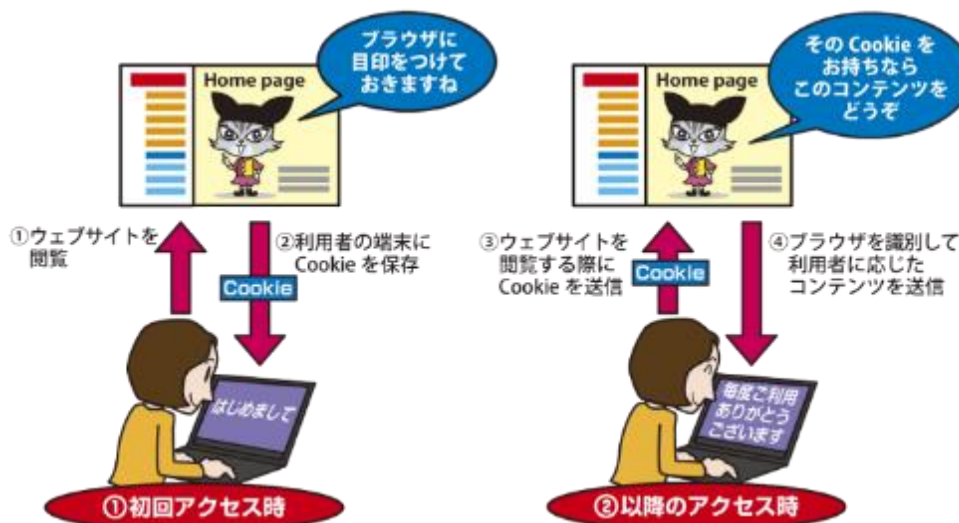 ブラウザに
目印をつけて
おきますね
Home page
①ウェブサイトを
閲覧
②利用者の端末に
Cookie を保存
Cookie
はじめまして
①初回アクセス時
その Cookie を
お持ちなら
このコンテンツを
どうぞ
Home page
③ウェブサイトを
閲覧する際に
Cookie を送信
Cookie
④ブラウザを識別して
利用者に応じた
コンテンツを送信
毎度ご利用
ありがとう
ございます
②以降のアクセス時